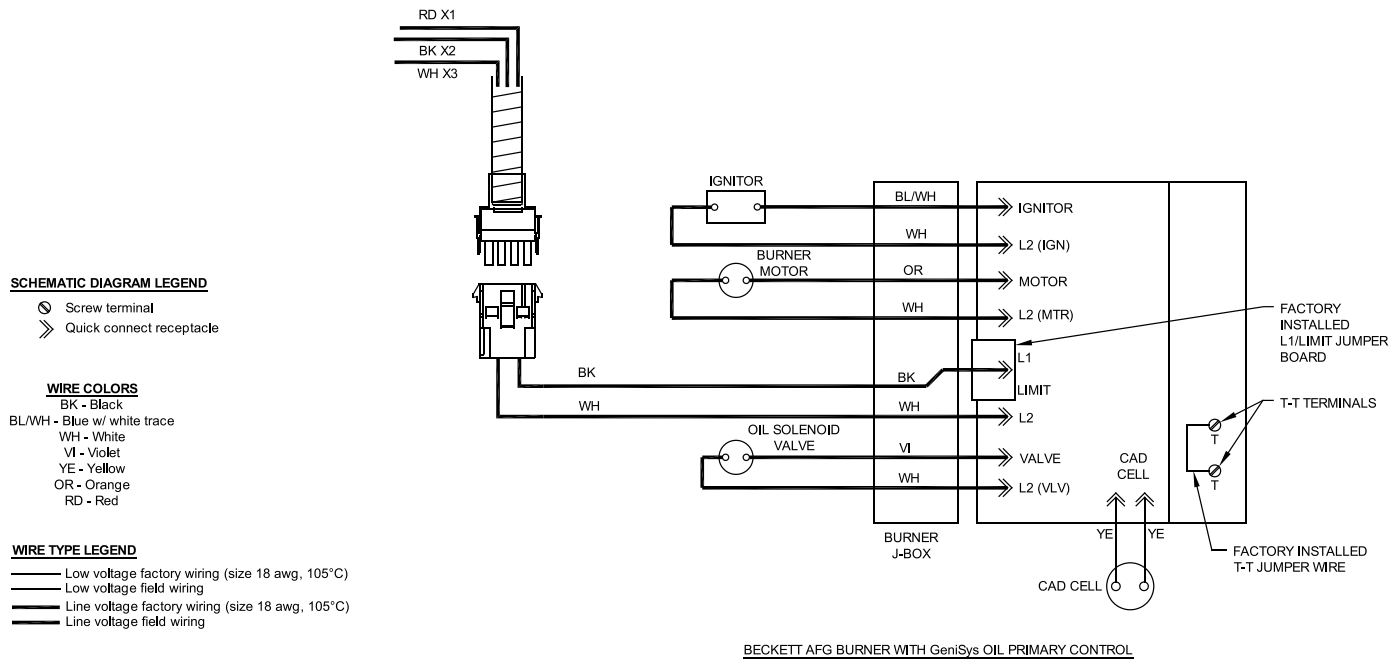 RD X1
BK X2
WH X3
IGNITOR
BL/WH
IGNITOR
WH
L2 (IGN)
BURNER
MOTOR
OR
MOTOR
WH
L2 (MTR)
SCHEMATIC DIAGRAM LEGEND
Screw terminal
Quick connect receptacle
FACTORY
INSTALLED
L1/LIMIT JUMPER
BOARD
L1
BK
BK
LIMIT
WIRE COLORS
BK - Black
BL/WH - Blue w/ white trace
WH - White
VI - Violet
YE - Yellow
OR - Orange
RD - Red
WH
WH
L2
T-T TERMINALS
OIL SOLENOID
VALVE
VI
VALVE
WH
L2 (VLV)
CAD
CELL
T
T
BURNER
J-BOX
YE
YE
FACTORY INSTALLED
T-T JUMPER WIRE
CAD CELL
WIRE TYPE LEGEND
Low voltage factory wiring (size 18 awg, 105°C)
Low voltage field wiring
Line voltage factory wiring (size 18 awg, 105°C)
Line voltage field wiring
BECKETT AFG BURNER WITH GeniSys OIL PRIMARY CONTROL